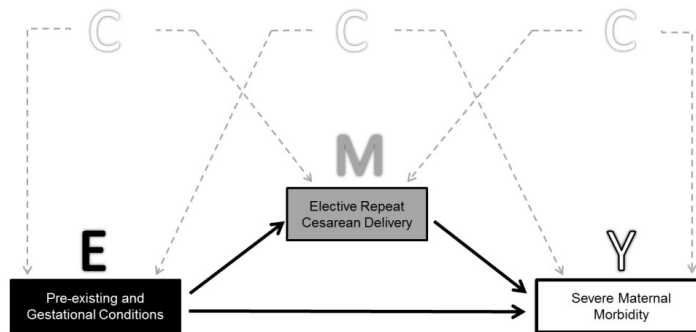 C
C
C
M
Elective Repeat
Cesarean Delivery
E
Y
Pre-existing and
Gestational Conditions
Severe Maternal
Morbidity